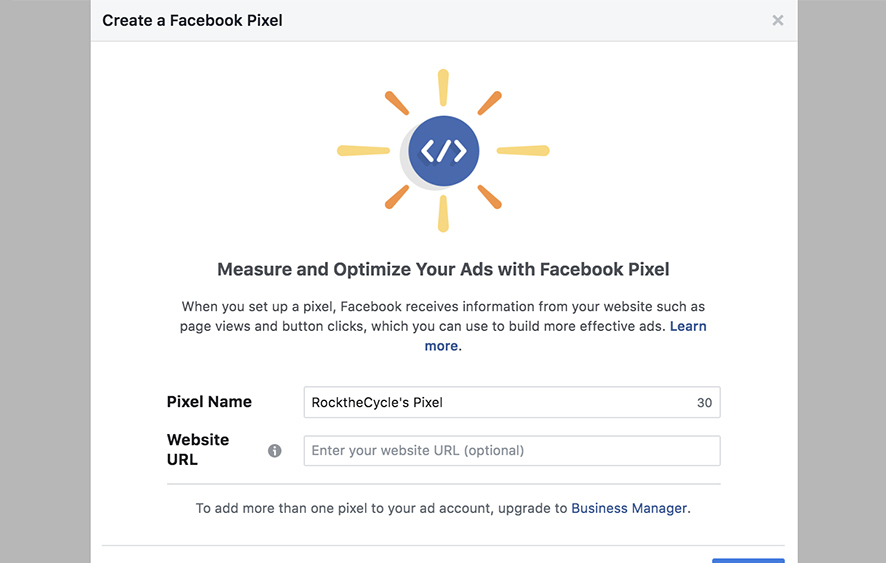 Create a Facebook Pixel
Measure and Optimize Your Ads with Facebook Pixel
When you set up a pixel, Facebook receives information from your website such as
page views and button clicks, which you can use to build more effective ads. Learn
more.
Pixel Name
RocktheCycle's Pixel 30
Website
URL
Enter your website URL (optional)
To add more than one pixel to your ad account, upgrade to Business Manager.